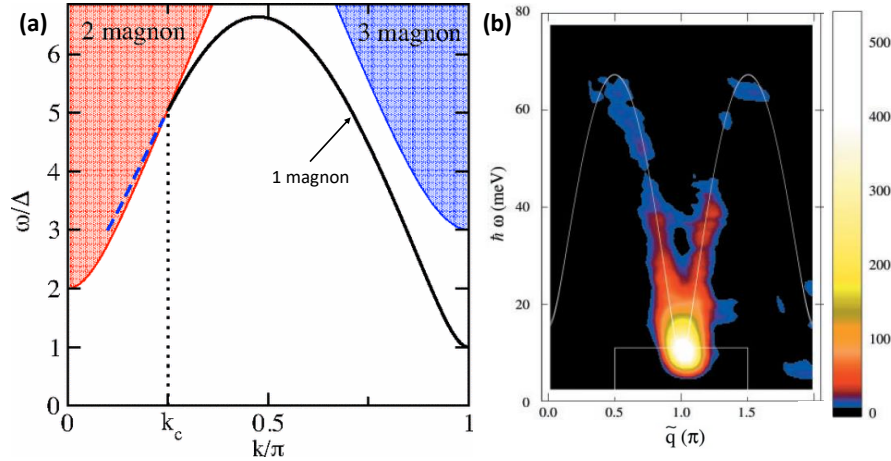 (a)
2 magnon
3 magnon
1 magnon
ω/Δ
6
5
4
3
2
1
0
0
k_c
0.5
1
k/π
(b)
ħ ω (meV)
80
60
40
20
0
0.0
0.5
1.0
1.5
q̃ (π)
500
400
300
200
100
0